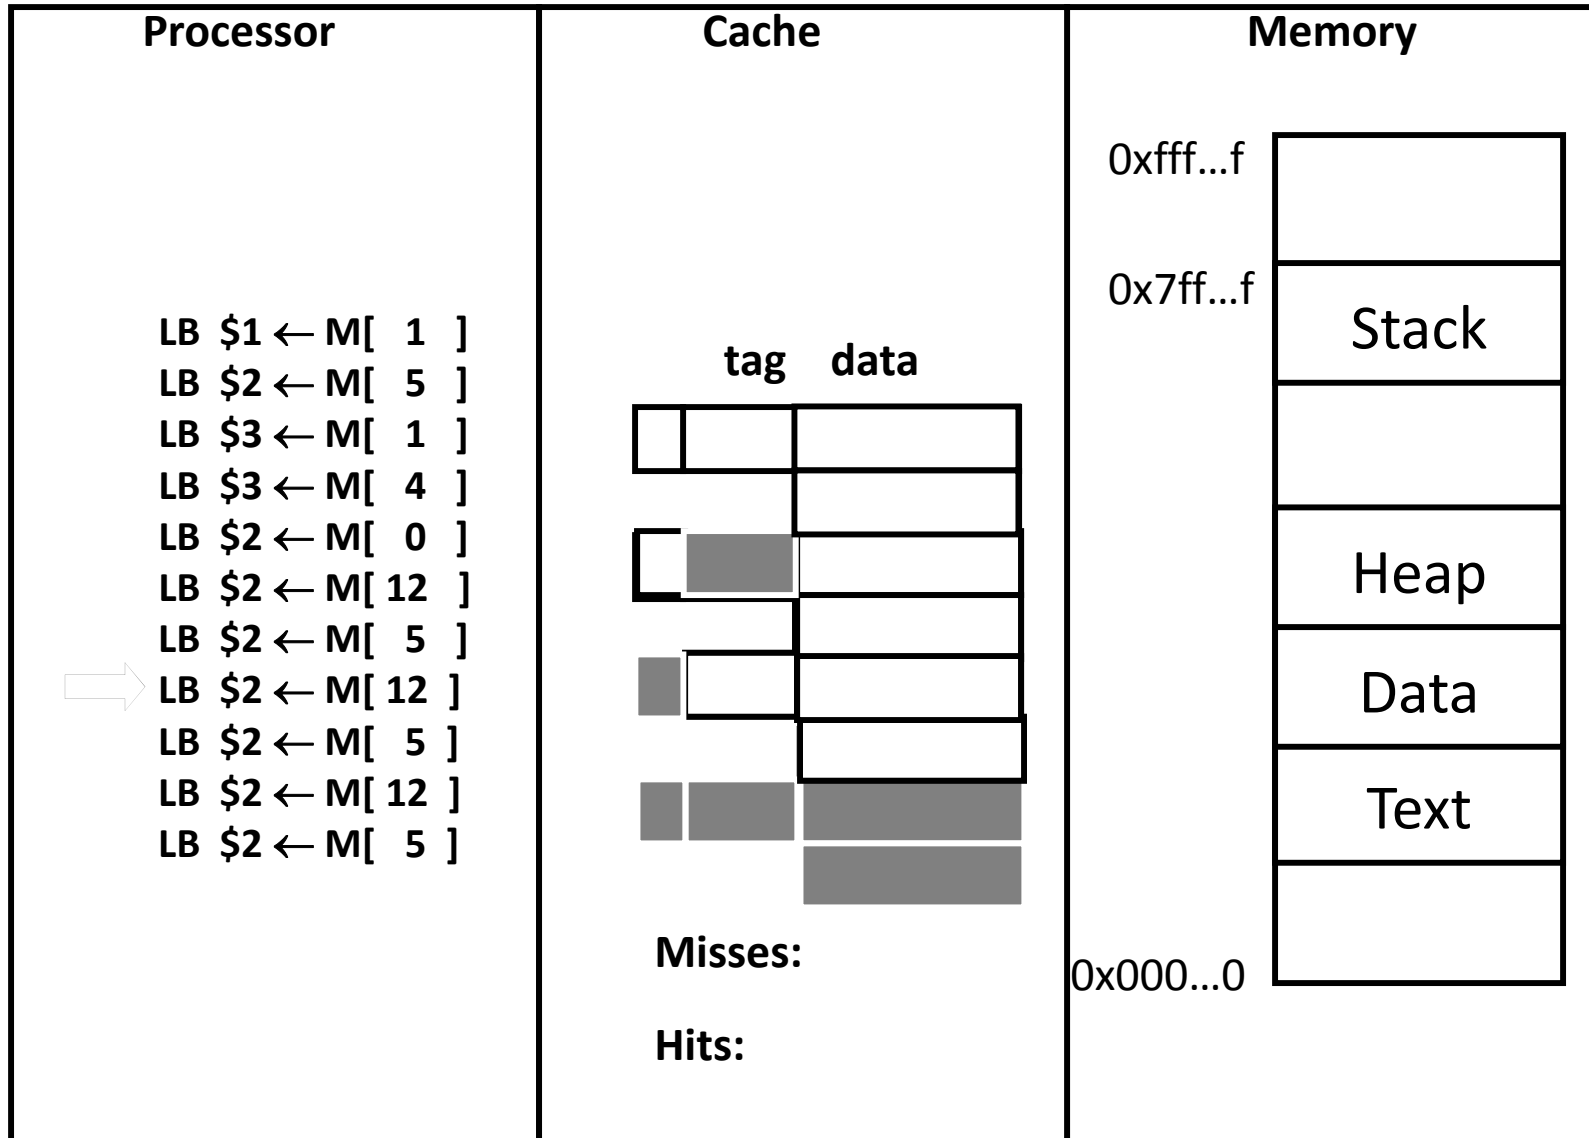 Processor
LB $1 ← M[ 1 ]
LB $2 ← M[ 5 ]
LB $3 ← M[ 1 ]
LB $3 ← M[ 4 ]
LB $2 ← M[ 0 ]
LB $2 ← M[ 12 ]
LB $2 ← M[ 5 ]
LB $2 ← M[ 12 ]
LB $2 ← M[ 5 ]
LB $2 ← M[ 12 ]
LB $2 ← M[ 5 ]
Cache
tag data
Misses:
Hits:
Memory
0xfff...f
0x7ff...f
Stack
Heap
Data
Text
0x000...0